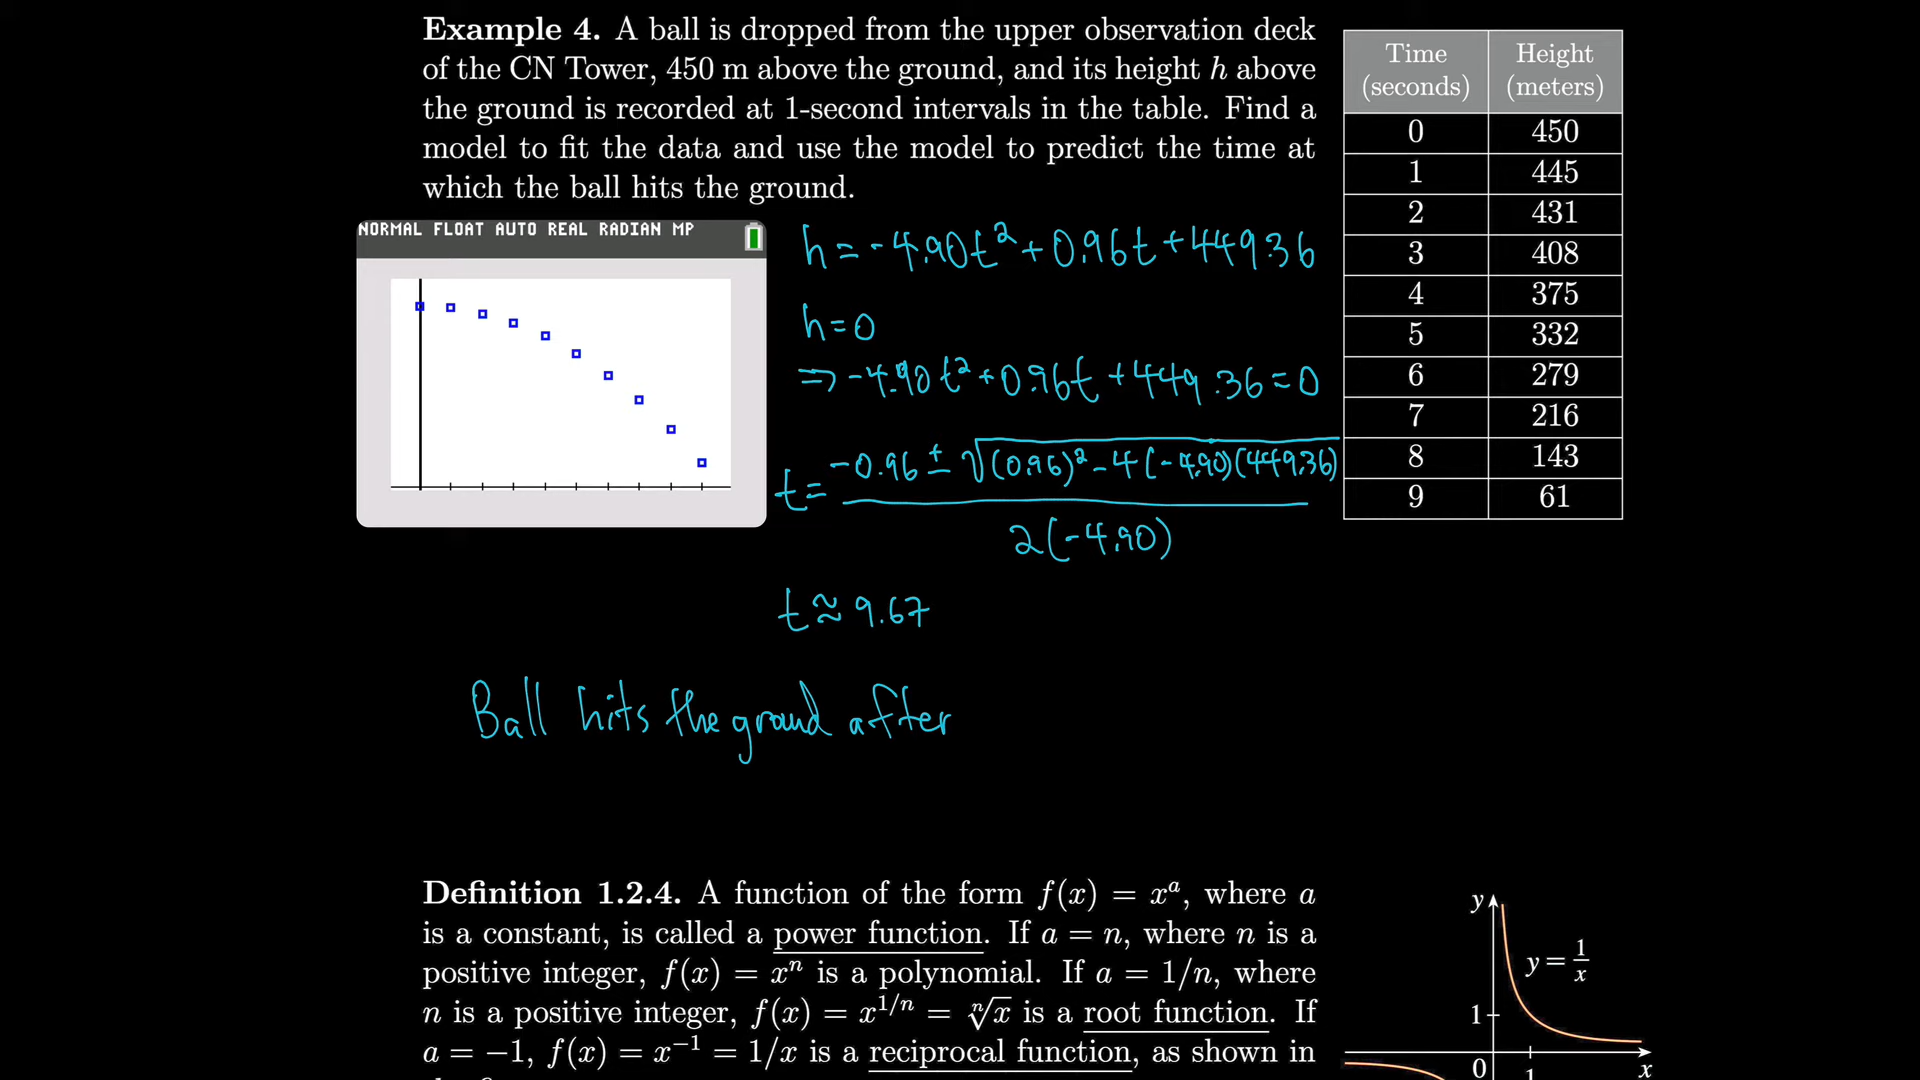 Example 4. A ball is dropped from the upper observation deck
of the CN Tower, 450 m above the ground, and its height h above
the ground is recorded at 1-second intervals in the table. Find a
model to fit the data and use the model to predict the time at
which the ball hits the ground.
Time (seconds) Height (meters)
0 450
1 445
2 431
3 408
4 375
5 332
6 279
7 216
8 143
9 61
NORMAL FLOAT AUTO REAL RADIAN MP
h = -4.90t² + 0.96t + 449.36
h = 0
⇒ -4.90t² + 0.96t + 449.36 = 0
t = (-0.96 ± √((0.96)² - 4(-4.90)(449.36))) / 2(-4.90)
t ≈ 9.67
Ball hits the ground after
Definition 1.2.4. A function of the form f(x) = xᵃ, where a
is a constant, is called a power function. If a = n, where n is a
positive integer, f(x) = xⁿ is a polynomial. If a = 1/n, where
n is a positive integer, f(x) = x^(1/n) = ⁿ√x is a root function. If
a = −1, f(x) = x⁻¹ = 1/x is a reciprocal function, as shown in
y
y = 1/x
1
0
1
x